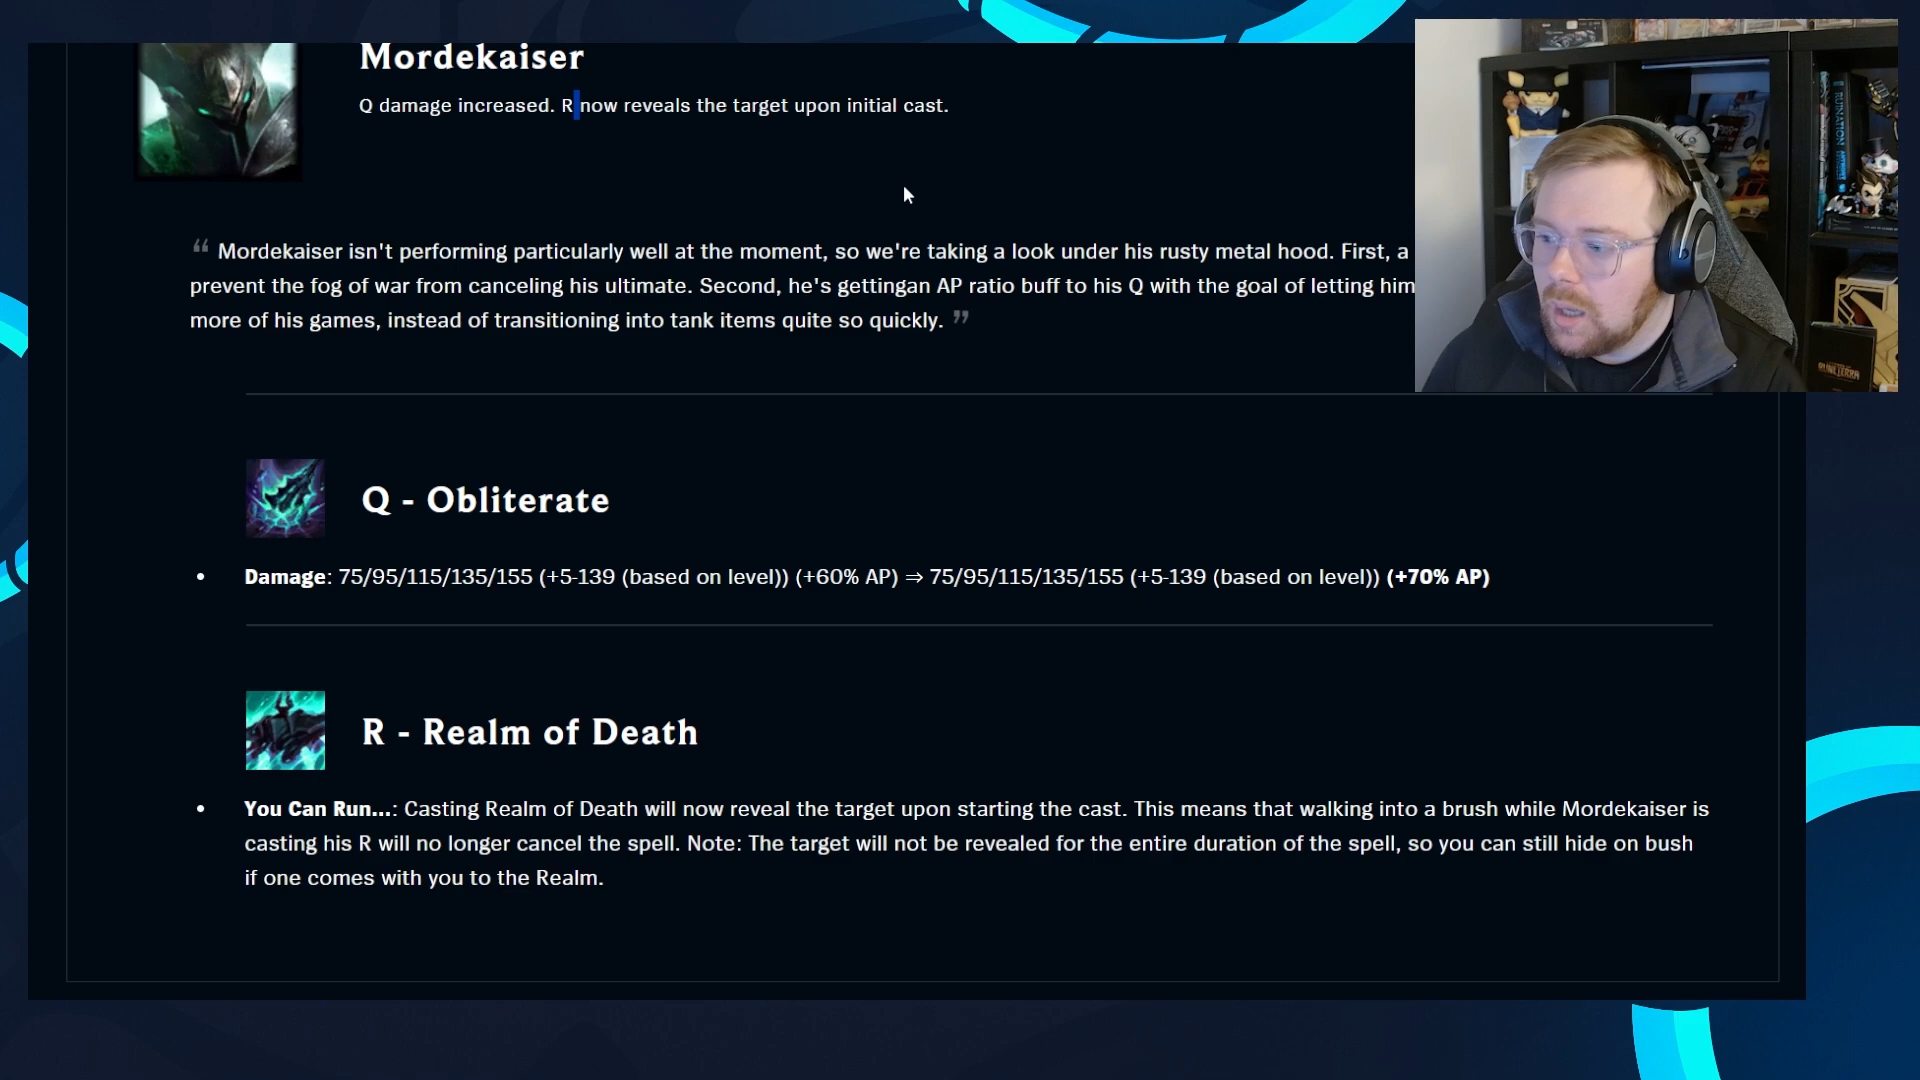 Mordekaiser
Q damage increased. R now reveals the target upon initial cast.
“ Mordekaiser isn't performing particularly well at the moment, so we're taking a look under his rusty metal hood. First, a
prevent the fog of war from canceling his ultimate. Second, he's gettingan AP ratio buff to his Q with the goal of letting him
more of his games, instead of transitioning into tank items quite so quickly. ”
Q - Obliterate
• Damage: 75/95/115/135/155 (+5-139 (based on level)) (+60% AP) ⇒ 75/95/115/135/155 (+5-139 (based on level)) (+70% AP)
R - Realm of Death
• You Can Run...: Casting Realm of Death will now reveal the target upon starting the cast. This means that walking into a brush while Mordekaiser is
casting his R will no longer cancel the spell. Note: The target will not be revealed for the entire duration of the spell, so you can still hide on bush
if one comes with you to the Realm.
RUINATION
RUNETERRA